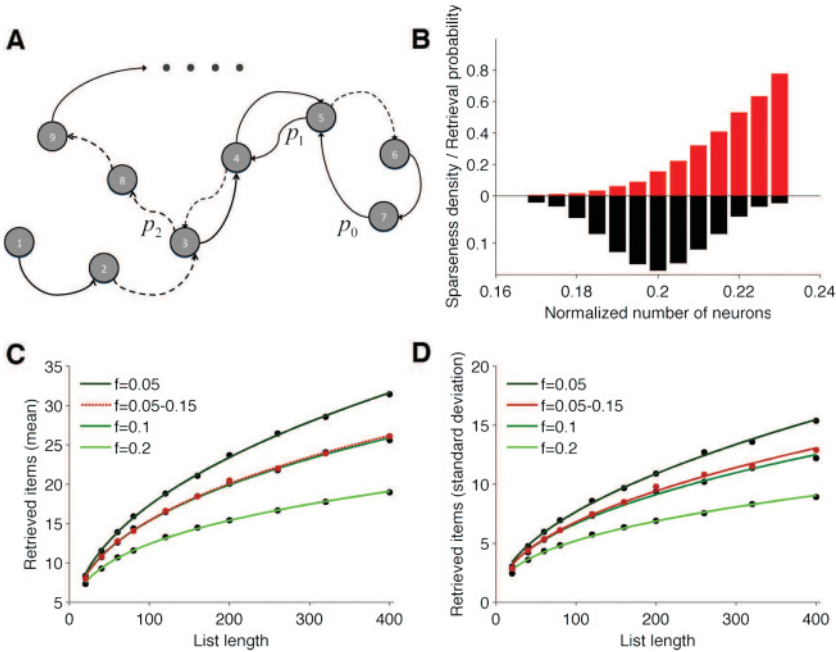 A
1
2
3
4
5
6
7
8
9
p0
p1
p2
B
Sparseness density / Retrieval probability
0.8
0.6
0.4
0.2
0
0.1
0.16
0.18
0.2
0.22
0.24
Normalized number of neurons
C
Retrieved items (mean)
35
30
25
20
15
10
5
f=0.05
f=0.05-0.15
f=0.1
f=0.2
0
100
200
300
400
List length
D
Retrieved items (standard deviation)
20
15
10
5
0
f=0.05
f=0.05-0.15
f=0.1
f=0.2
0
100
200
300
400
List length